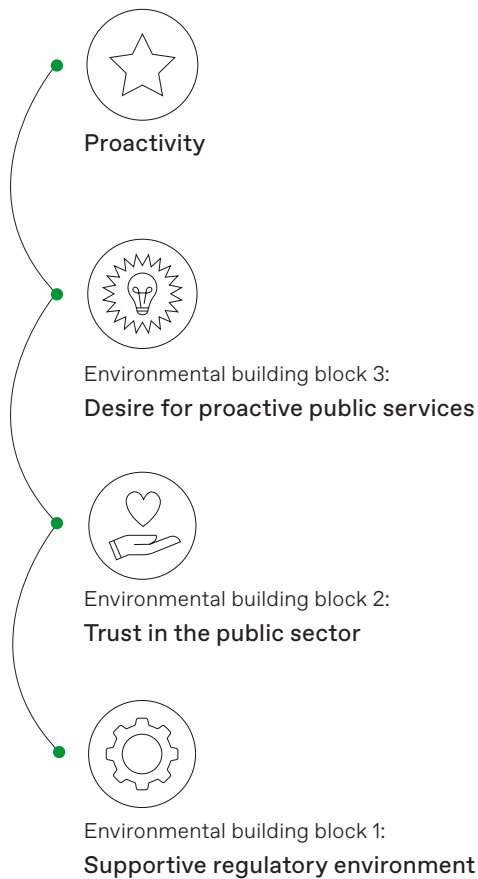 Proactivity
Environmental building block 3:
Desire for proactive public services
Environmental building block 2:
Trust in the public sector
Environmental building block 1:
Supportive regulatory environment